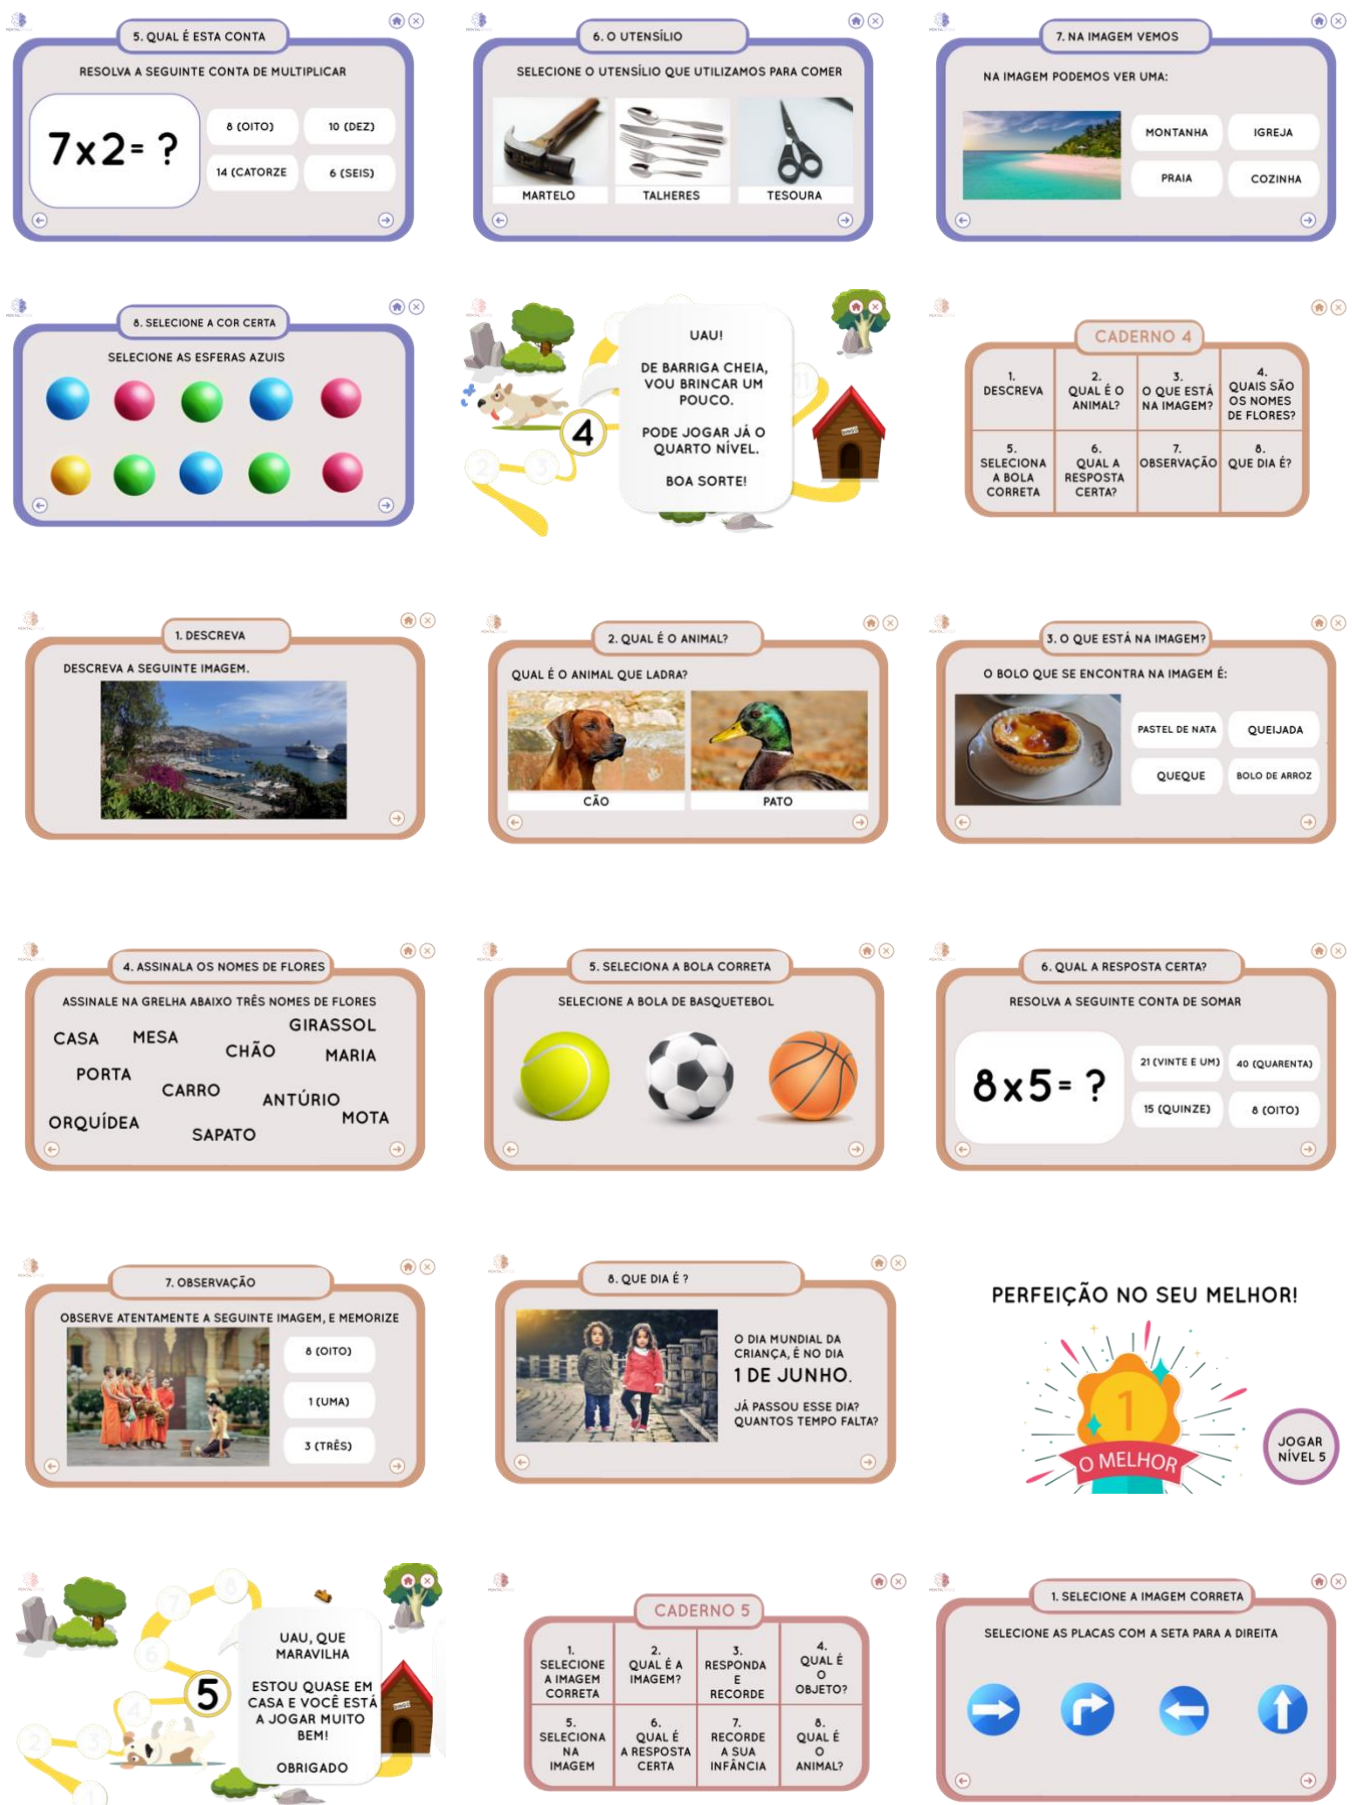 5. QUAL É ESTA CONTA
RESOLVA A SEGUINTE CONTA DE MULTIPLICAR
7x2= ?
8 (OITO)
10 (DEZ)
14 (CATORZE
6 (SEIS)
6. O UTENSÍLIO
SELECIONE O UTENSÍLIO QUE UTILIZAMOS PARA COMER
MARTELO
TALHERES
TESOURA
7. NA IMAGEM VEMOS
NA IMAGEM PODEMOS VER UMA:
MONTANHA
IGREJA
PRAIA
COZINHA
8. SELECIONE A COR CERTA
SELECIONE AS ESFERAS AZUIS
UAU!
DE BARRIGA CHEIA,
VOU BRINCAR UM
POUCO.
PODE JOGAR JÁ O
QUARTO NÍVEL.
BOA SORTE!
2
3
4
11
CADERNO 4
1.
DESCREVA
2.
QUAL É O
ANIMAL?
3.
O QUE ESTÁ
NA IMAGEM?
4.
QUAIS SÃO
OS NOMES
DE FLORES?
5.
SELECIONA
A BOLA
CORRETA
6.
QUAL A
RESPOSTA
CERTA?
7.
OBSERVAÇÃO
8.
QUE DIA É?
1. DESCREVA
DESCREVA A SEGUINTE IMAGEM.
2. QUAL É O ANIMAL?
QUAL É O ANIMAL QUE LADRA?
CÃO
PATO
3. O QUE ESTÁ NA IMAGEM?
O BOLO QUE SE ENCONTRA NA IMAGEM É:
PASTEL DE NATA
QUEIJADA
QUEQUE
BOLO DE ARROZ
4. ASSINALA OS NOMES DE FLORES
ASSINALE NA GRELHA ABAIXO TRÊS NOMES DE FLORES
GIRASSOL
CASA
MESA
CHÃO
MARIA
PORTA
CARRO
ANTÚRIO
ORQUÍDEA
MOTA
SAPATO
5. SELECIONA A BOLA CORRETA
SELECIONE A BOLA DE BASQUETEBOL
6. QUAL A RESPOSTA CERTA?
RESOLVA A SEGUINTE CONTA DE SOMAR
8x5= ?
21 (VINTE E UM)
40 (QUARENTA)
15 (QUINZE)
8 (OITO)
7. OBSERVAÇÃO
OBSERVE ATENTAMENTE A SEGUINTE IMAGEM, E MEMORIZE
8 (OITO)
1 (UMA)
3 (TRÊS)
8. QUE DIA É ?
O DIA MUNDIAL DA
CRIANÇA, É NO DIA
1 DE JUNHO.
JÁ PASSOU ESSE DIA?
QUANTOS TEMPO FALTA?
PERFEIÇÃO NO SEU MELHOR!
1
O MELHOR
JOGAR
NÍVEL 5
8
7
6
5
4
3
2
1
UAU, QUE
MARAVILHA
ESTOU QUASE EM
CASA E VOCÊ ESTÁ
A JOGAR MUITO
BEM!
OBRIGADO
CADERNO 5
1.
SELECIONE
A IMAGEM
CORRETA
2.
QUAL É A
IMAGEM?
3.
RESPONDA
E
RECORDE
4.
QUAL É
O
OBJETO?
5.
SELECIONA
NA
IMAGEM
6.
QUAL É
A RESPOSTA
CERTA
7.
RECORDE
A SUA
INFÂNCIA
8.
QUAL É
O
ANIMAL?
1. SELECIONE A IMAGEM CORRETA
SELECIONE AS PLACAS COM A SETA PARA A DIREITA